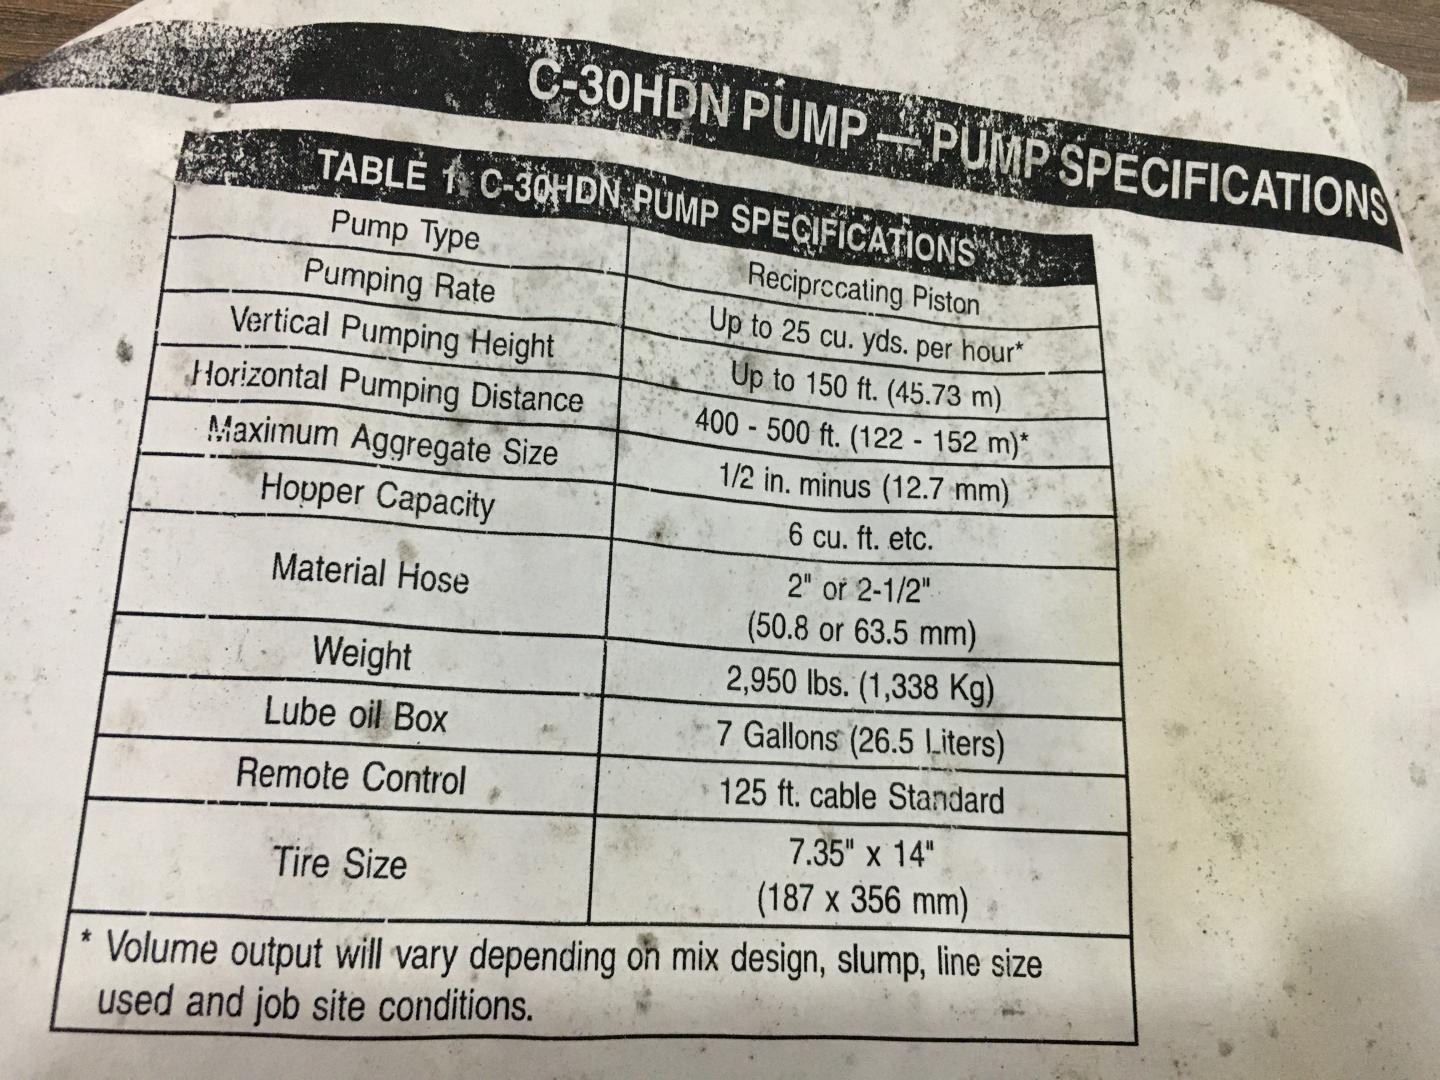 C-30HDN PUMP — PUMP SPECIFICATIONS
TABLE 1. C-30HDN PUMP SPECIFICATIONS
Pump Type Reciprocating Piston
Pumping Rate Up to 25 cu. yds. per hour*
Vertical Pumping Height Up to 150 ft. (45.73 m)
Horizontal Pumping Distance 400 - 500 ft. (122 - 152 m)*
Maximum Aggregate Size 1/2 in. minus (12.7 mm)
Hopper Capacity 6 cu. ft. etc.
Material Hose 2" or 2-1/2"
(50.8 or 63.5 mm)
Weight 2,950 lbs. (1,338 Kg)
Lube oil Box 7 Gallons (26.5 Liters)
Remote Control 125 ft. cable Standard
Tire Size 7.35" x 14"
(187 x 356 mm)
* Volume output will vary depending on mix design, slump, line size
used and job site conditions.